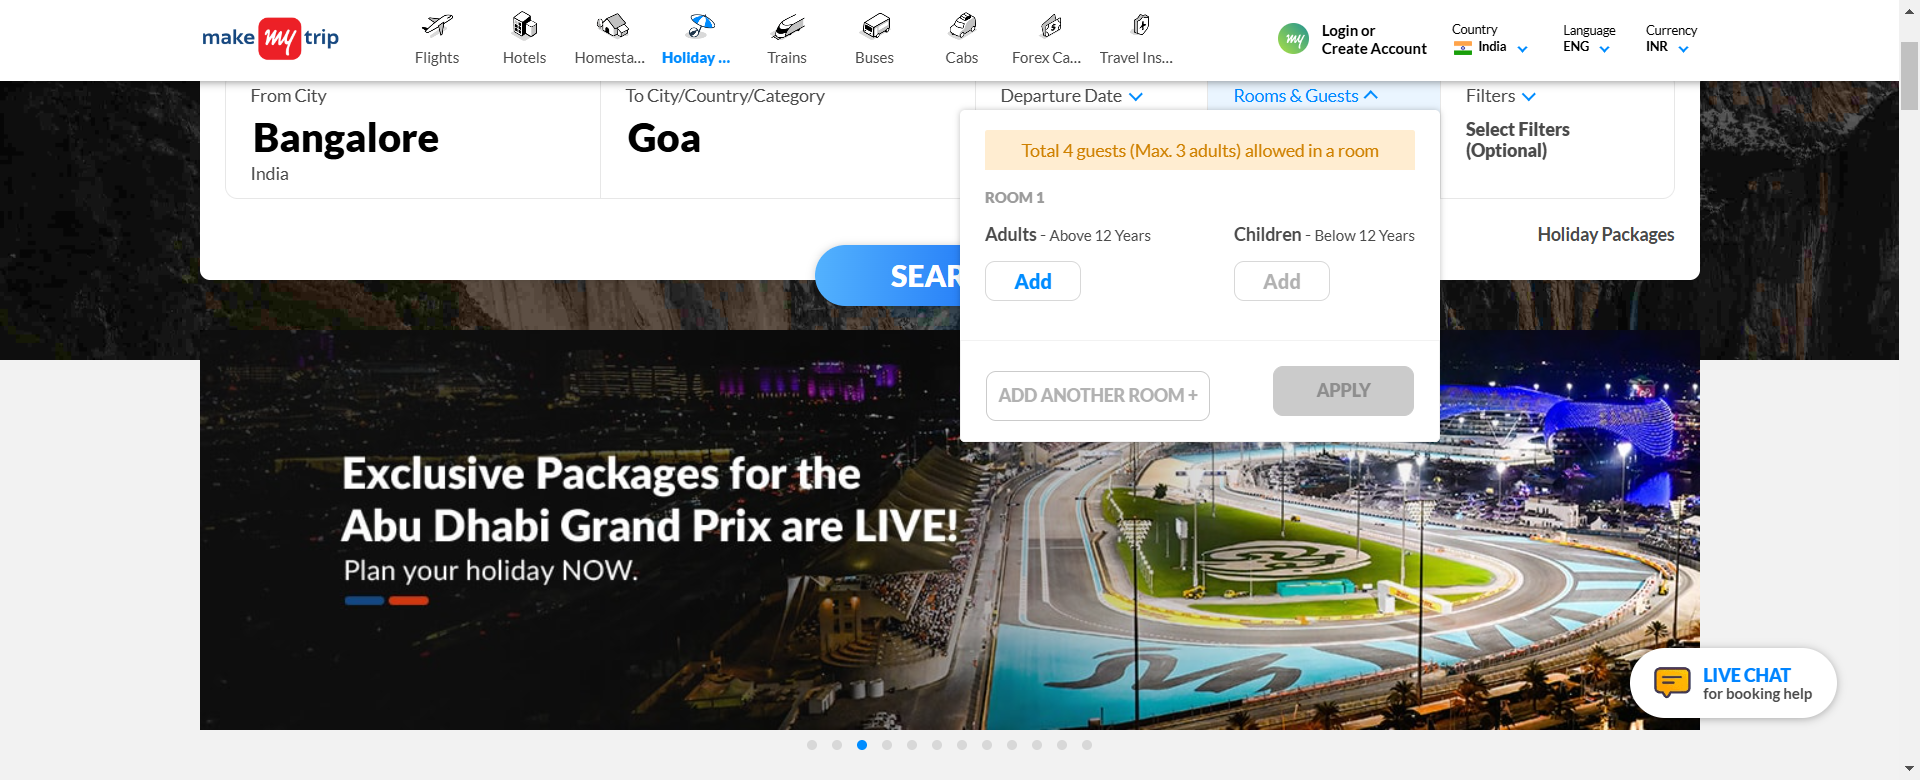 make my trip
Flights
Hotels
Homesta...
Holiday ...
Trains
Buses
Cabs
Forex Ca...
Travel Ins...
my
Login or
Create Account
Country
India
Language
ENG
Currency
INR
From City
Bangalore
India
To City/Country/Category
Goa
Departure Date
Rooms & Guests
Filters
Select Filters
(Optional)
Total 4 guests (Max. 3 adults) allowed in a room
ROOM 1
Adults - Above 12 Years
Children - Below 12 Years
Add
Add
ADD ANOTHER ROOM +
APPLY
Holiday Packages
SEAR
Exclusive Packages for the
Abu Dhabi Grand Prix are LIVE!
Plan your holiday NOW.
LIVE CHAT
for booking help